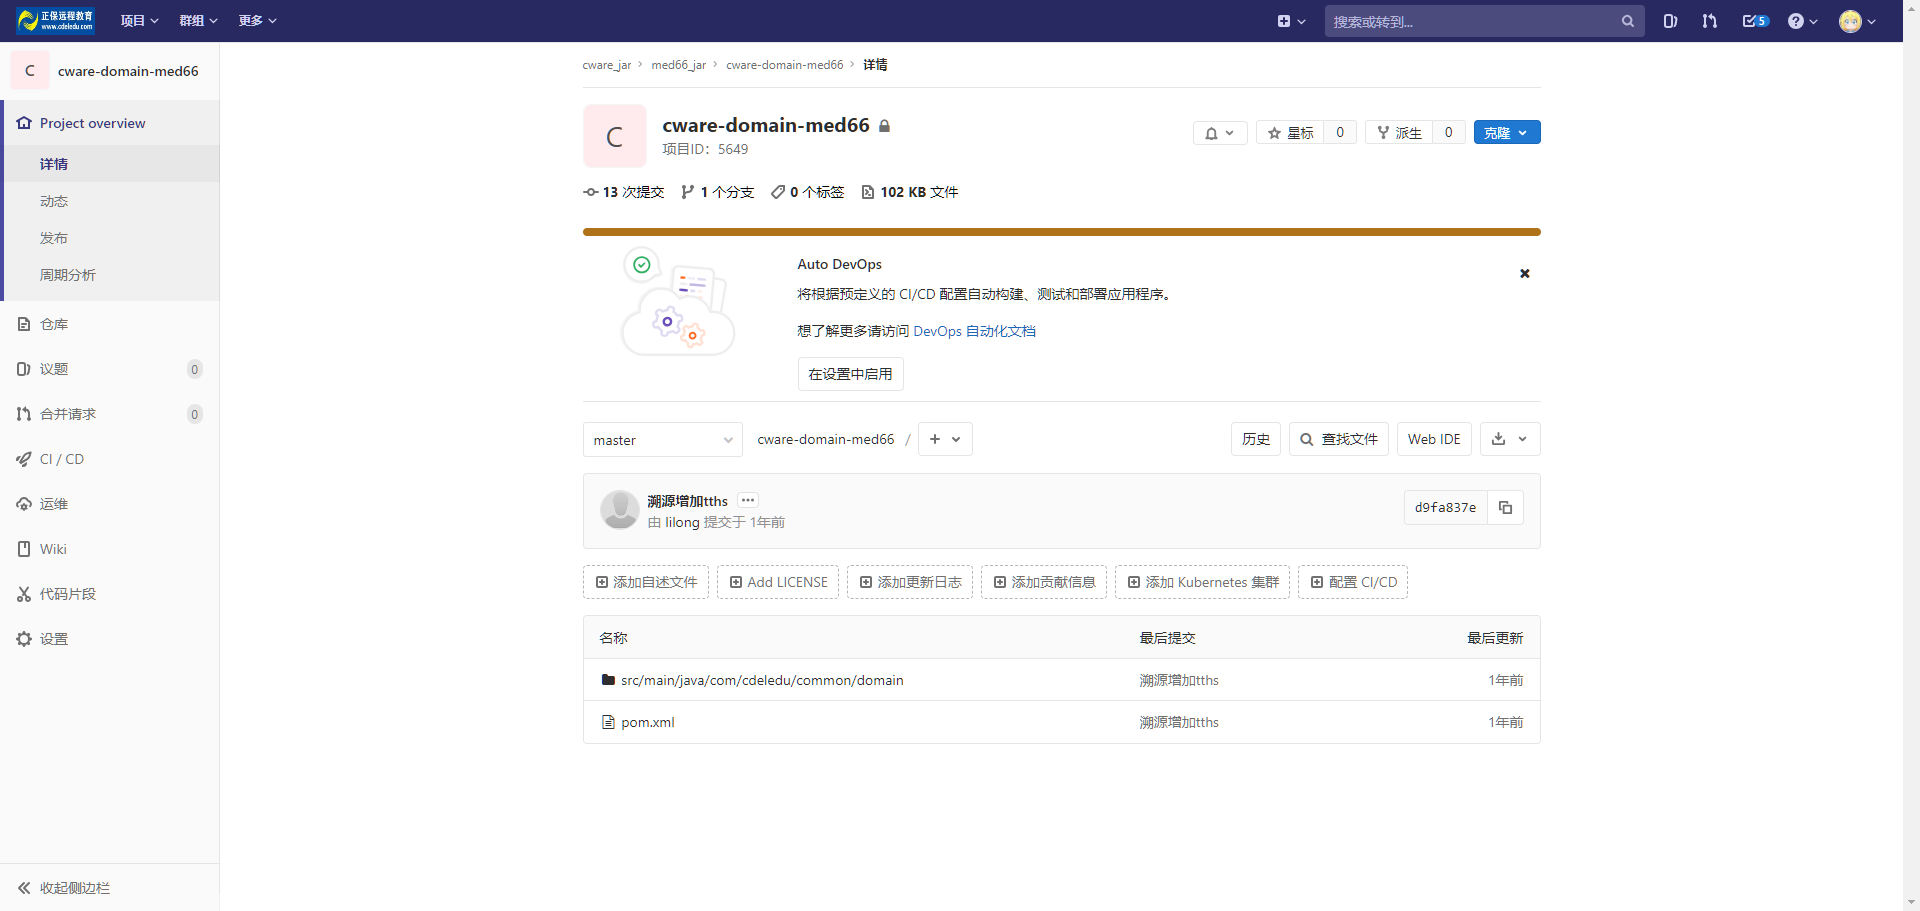 正保远程教育
www.cdeledu.com
项目
群组
更多
搜索或转到...
5
C
cware-domain-med66
Project overview
详情
动态
发布
周期分析
仓库
议题
0
合并请求
0
CI / CD
运维
Wiki
代码片段
设置
收起侧边栏
cware_jar > med66_jar > cware-domain-med66 > 详情
C
cware-domain-med66
项目ID：5649
星标 0
派生 0
克隆
13 次提交
1 个分支
0 个标签
102 KB 文件
Auto DevOps
将根据预定义的 CI/CD 配置自动构建、测试和部署应用程序。
想了解更多请访问 DevOps 自动化文档
在设置中启用
master
cware-domain-med66 /
历史
查找文件
Web IDE
溯源增加tths
由 lilong 提交于 1年前
d9fa837e
添加自述文件
Add LICENSE
添加更新日志
添加贡献信息
添加 Kubernetes 集群
配置 CI/CD
名称 最后提交 最后更新
src/main/java/com/cdeledu/common/domain 溯源增加tths 1年前
pom.xml 溯源增加tths 1年前